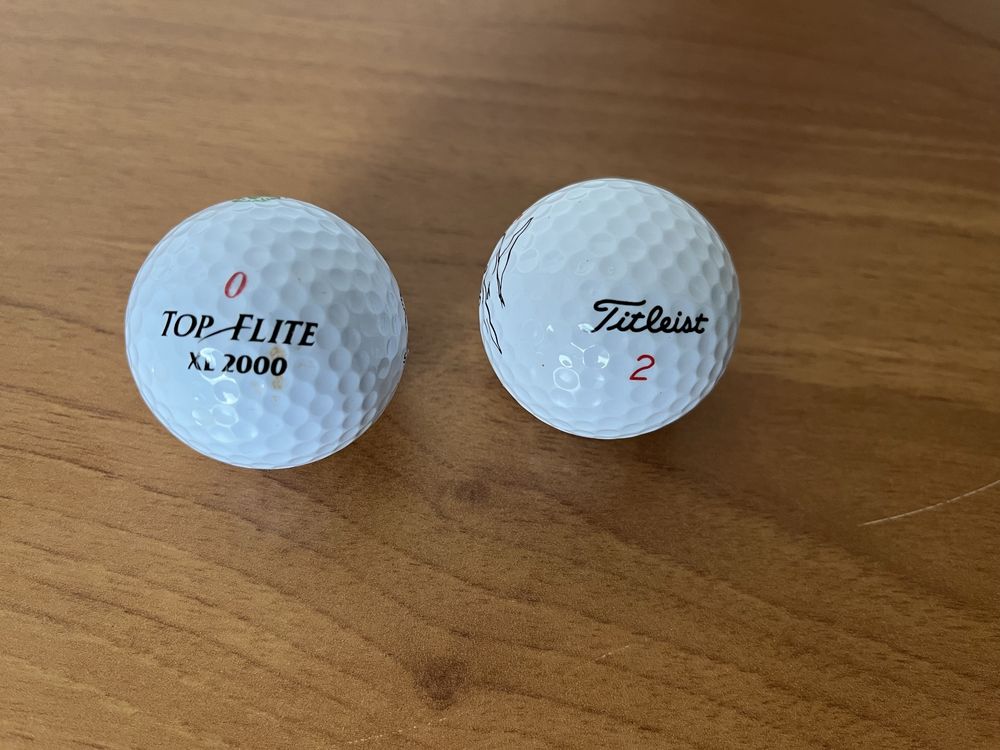 0
TOP FLITE
XL 2000
Titleist
2